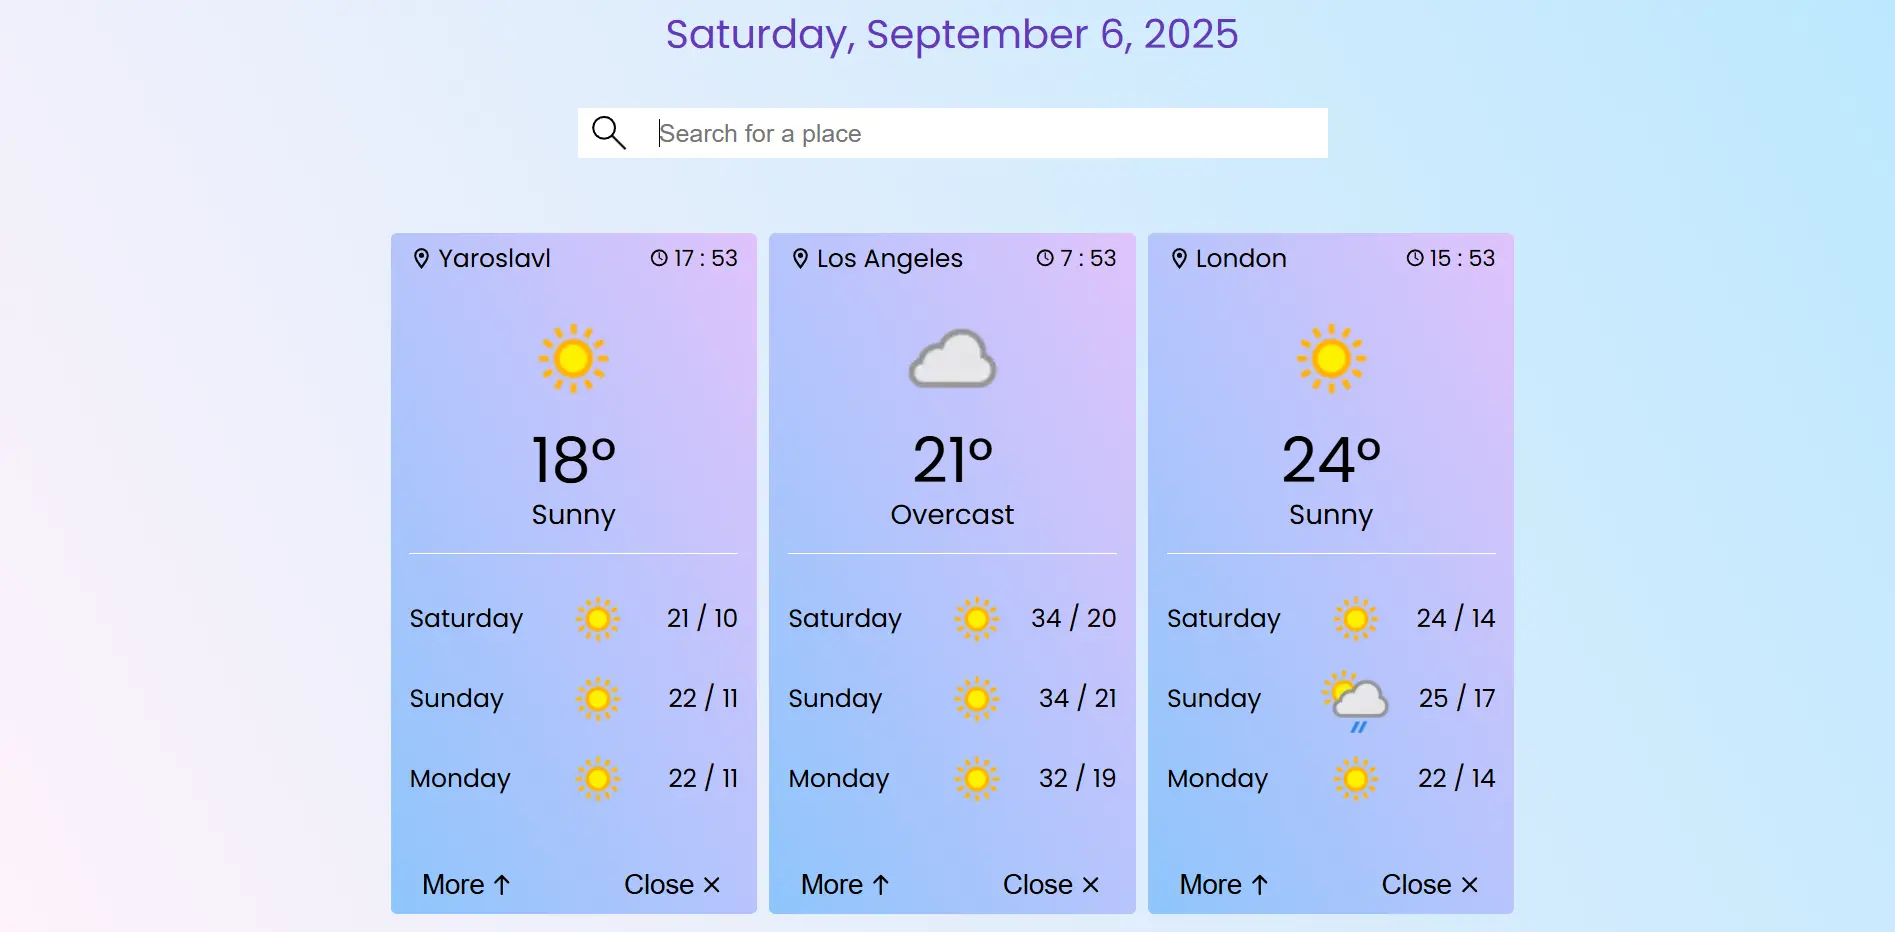 Saturday, September 6, 2025
Search for a place
Yaroslavl 17 : 53
18°
Sunny
Saturday 21 / 10
Sunday 22 / 11
Monday 22 / 11
More ↑ Close ×
Los Angeles 7 : 53
21°
Overcast
Saturday 34 / 20
Sunday 34 / 21
Monday 32 / 19
More ↑ Close ×
London 15 : 53
24°
Sunny
Saturday 24 / 14
Sunday 25 / 17
Monday 22 / 14
More ↑ Close ×